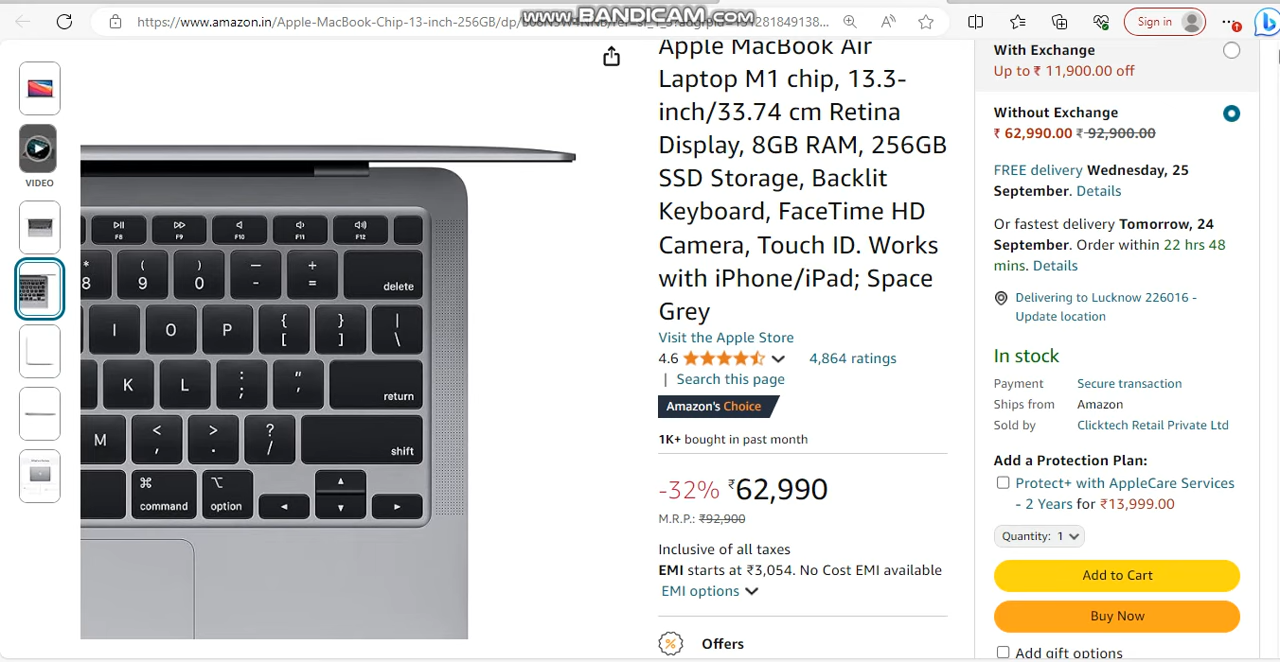 https://www.amazon.in/Apple-MacBook-Chip-13-inch-256GB/dp/
www.BANDICAM.com
Sign in
VIDEO
F8
F9
F10
F11
F12
*
8
(
9
)
0
—
-
+
=
delete
I
O
P
{
[
}
]
|
\
K
L
:
;
"
,
return
M
<
,
>
.
?
/
shift
⌘
command
⌥
option
Apple MacBook Air
Laptop M1 chip, 13.3-
inch/33.74 cm Retina
Display, 8GB RAM, 256GB
SSD Storage, Backlit
Keyboard, FaceTime HD
Camera, Touch ID. Works
with iPhone/iPad; Space
Grey
Visit the Apple Store
4.6 4,864 ratings
| Search this page
Amazon's Choice
1K+ bought in past month
-32% ₹62,990
M.R.P.: ₹92,900
Inclusive of all taxes
EMI starts at ₹3,054. No Cost EMI available
EMI options
Offers
With Exchange
Up to ₹ 11,900.00 off
Without Exchange
₹ 62,990.00 ₹ 92,900.00
FREE delivery Wednesday, 25
September. Details
Or fastest delivery Tomorrow, 24
September. Order within 22 hrs 48
mins. Details
Delivering to Lucknow 226016 -
Update location
In stock
Payment Secure transaction
Ships from Amazon
Sold by Clicktech Retail Private Ltd
Add a Protection Plan:
Protect+ with AppleCare Services
- 2 Years for ₹13,999.00
Quantity: 1
Add to Cart
Buy Now
Add gift options